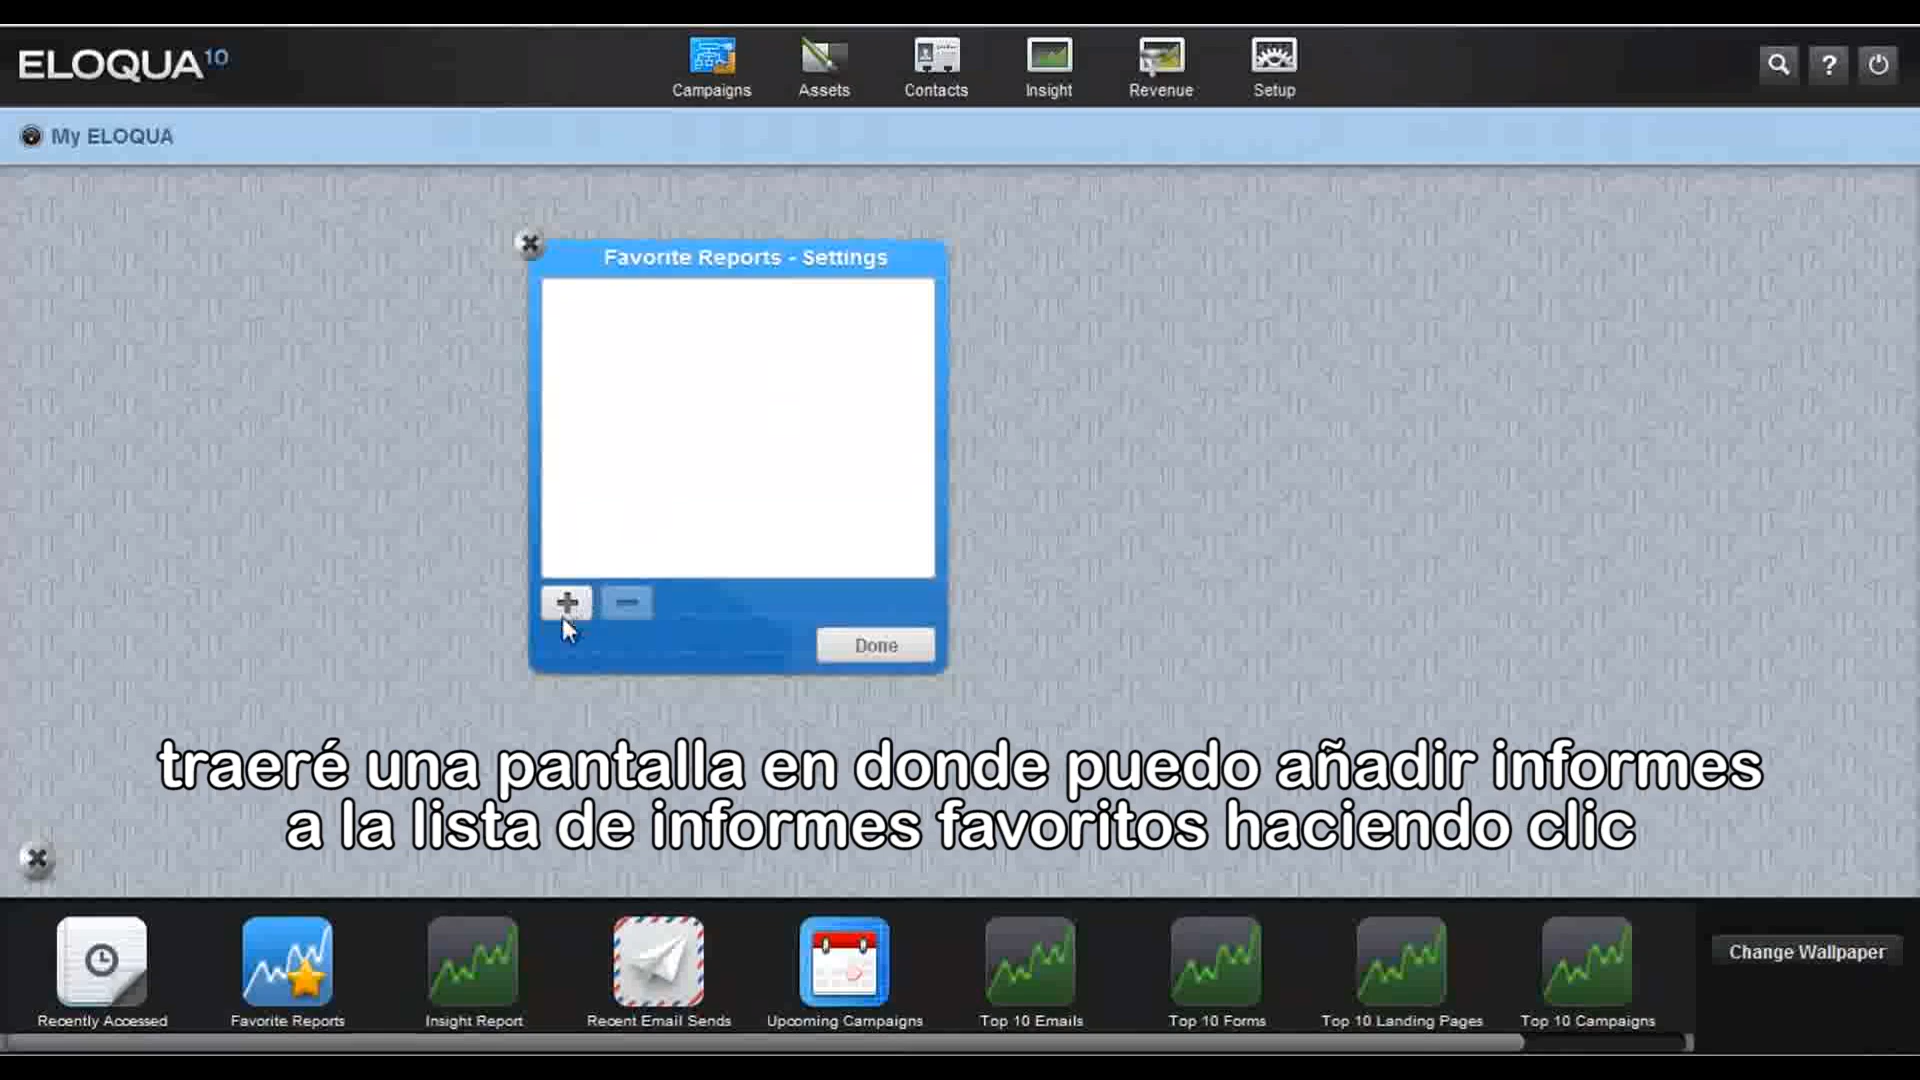 ELOQUA10
Campaigns
Assets
Contacts
Insight
Revenue
Setup
?
My ELOQUA
Favorite Reports - Settings
Done
traeré una pantalla en donde puedo añadir informes
a la lista de informes favoritos haciendo clic
Recently Accessed
Favorite Reports
Insight Report
Recent Email Sends
Upcoming Campaigns
Top 10 Emails
Top 10 Forms
Top 10 Landing Pages
Top 10 Campaigns
Change Wallpaper